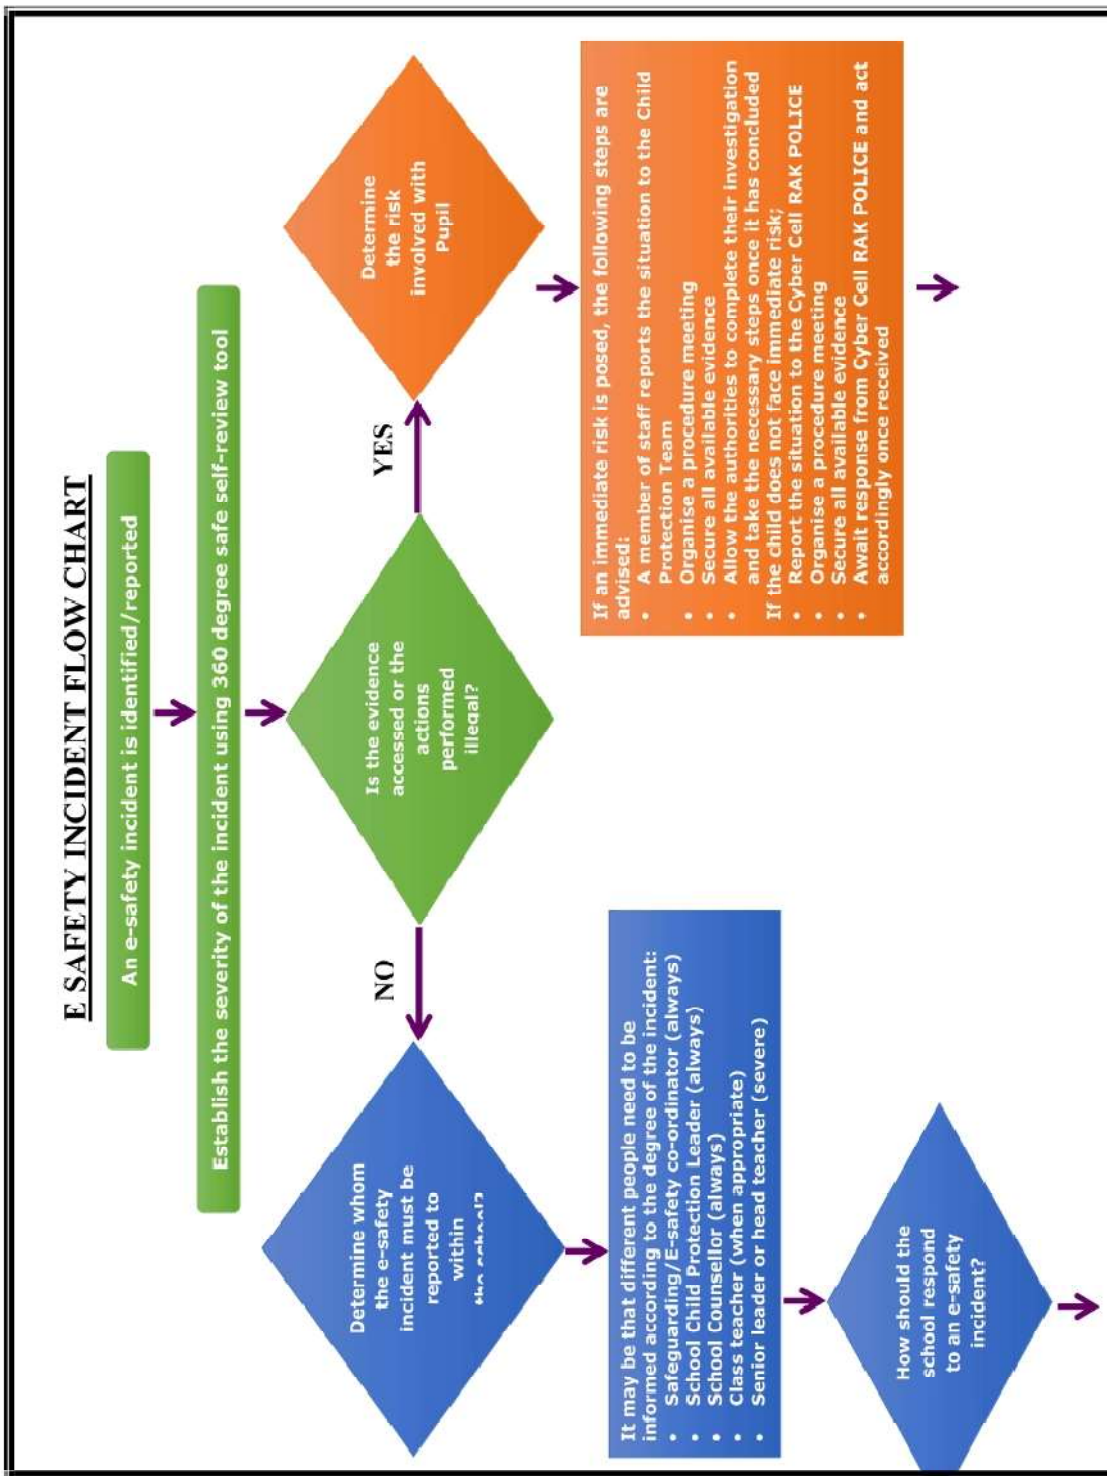 E SAFETY INCIDENT FLOW CHART
An e-safety incident is identified/reported
Establish the severity of the incident using 360 degree safe self-review tool
Is the evidence
accessed or the
actions
performed
illegal?
NO
YES
Determine whom
the e-safety
incident must be
reported to
within
the school?
It may be that different people need to be
informed according to the degree of the incident:
• Safeguarding/E-safety co-ordinator (always)
• School Child Protection Leader (always)
• School Counsellor (always)
• Class teacher (when appropriate)
• Senior leader or head teacher (severe)
How should the
school respond
to an e-safety
incident?
Determine
the risk
involved with
Pupil
If an immediate risk is posed, the following steps are
advised:
• A member of staff reports the situation to the Child
Protection Team
• Organise a procedure meeting
• Secure all available evidence
• Allow the authorities to complete their investigation
and take the necessary steps once it has concluded
If the child does not face immediate risk;
• Report the situation to the Cyber Cell RAK POLICE
• Organise a procedure meeting
• Secure all available evidence
• Await response from Cyber Cell RAK POLICE and act
accordingly once received